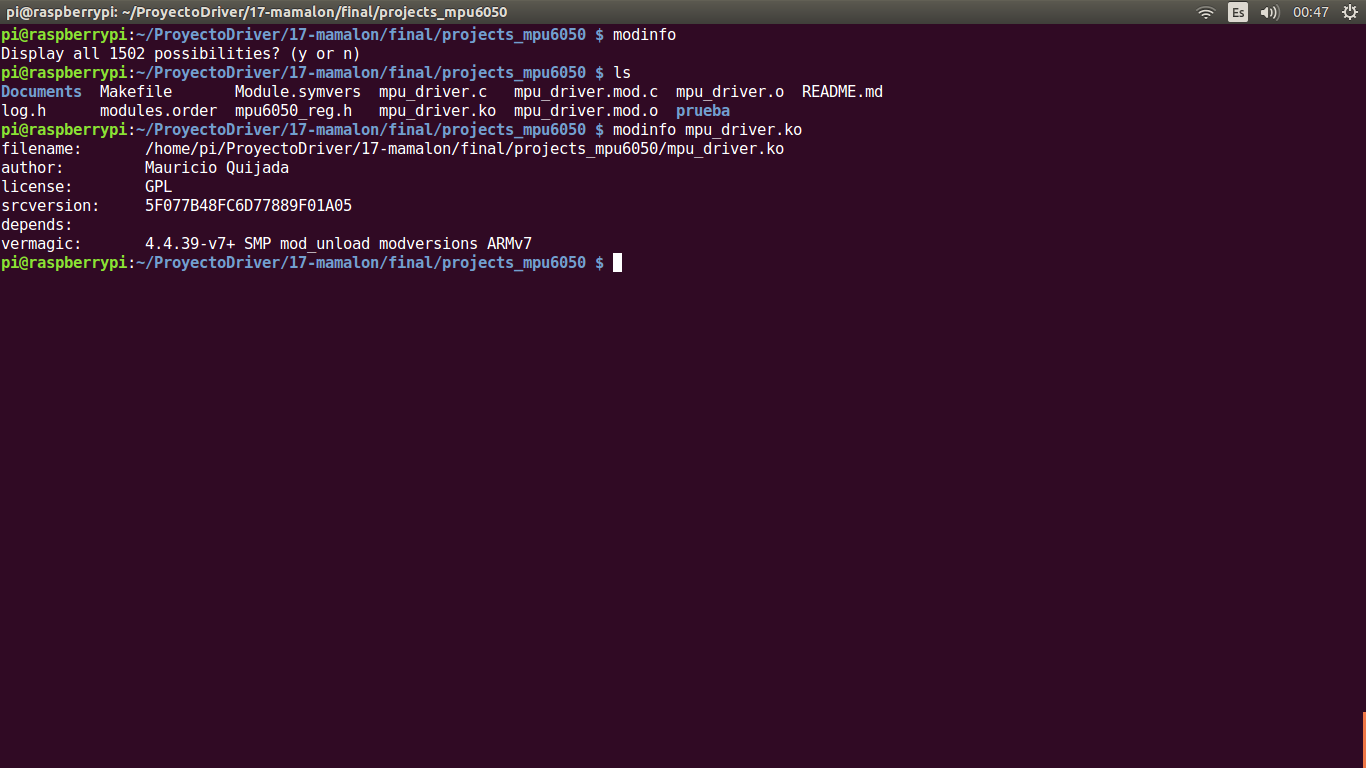 pi@raspberrypi: ~/ProyectoDriver/17-mamalon/final/projects_mpu6050 Es 00:47
pi@raspberrypi:~/ProyectoDriver/17-mamalon/final/projects_mpu6050 $ modinfo
Display all 1502 possibilities? (y or n)
pi@raspberrypi:~/ProyectoDriver/17-mamalon/final/projects_mpu6050 $ ls
Documents  Makefile       Module.symvers  mpu_driver.c   mpu_driver.mod.c  mpu_driver.o  README.md
log.h      modules.order  mpu6050_reg.h   mpu_driver.ko  mpu_driver.mod.o  prueba
pi@raspberrypi:~/ProyectoDriver/17-mamalon/final/projects_mpu6050 $ modinfo mpu_driver.ko
filename:       /home/pi/ProyectoDriver/17-mamalon/final/projects_mpu6050/mpu_driver.ko
author:         Mauricio Quijada
license:        GPL
srcversion:     5F077B48FC6D77889F01A05
depends:
vermagic:       4.4.39-v7+ SMP mod_unload modversions ARMv7
pi@raspberrypi:~/ProyectoDriver/17-mamalon/final/projects_mpu6050 $